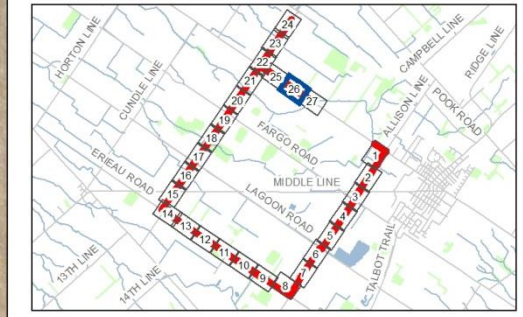 HORTON LINE
CUNDLE LINE
CAMPBELL LINE
RIDGE LINE
ALLISON LINE
POOK ROAD
24
23
22
25
26
27
21
20
19
18
17
16
15
14
13
12
11
10
9
8
7
6
5
4
3
2
1
FARGO ROAD
ERIEAU ROAD
MIDDLE LINE
LAGOON ROAD
TALBOT TRAIL
13TH LINE
14TH LINE